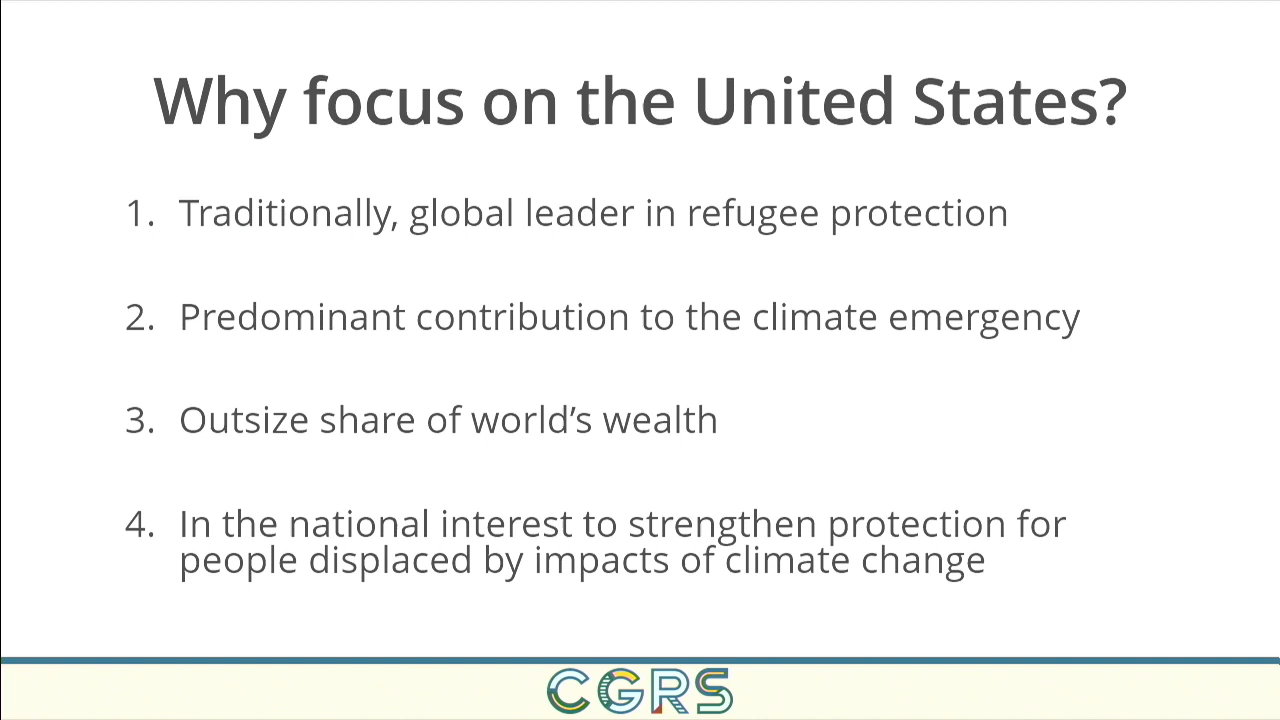 Why focus on the United States?
1. Traditionally, global leader in refugee protection
2. Predominant contribution to the climate emergency
3. Outsize share of world’s wealth
4. In the national interest to strengthen protection for
people displaced by impacts of climate change
CGRS